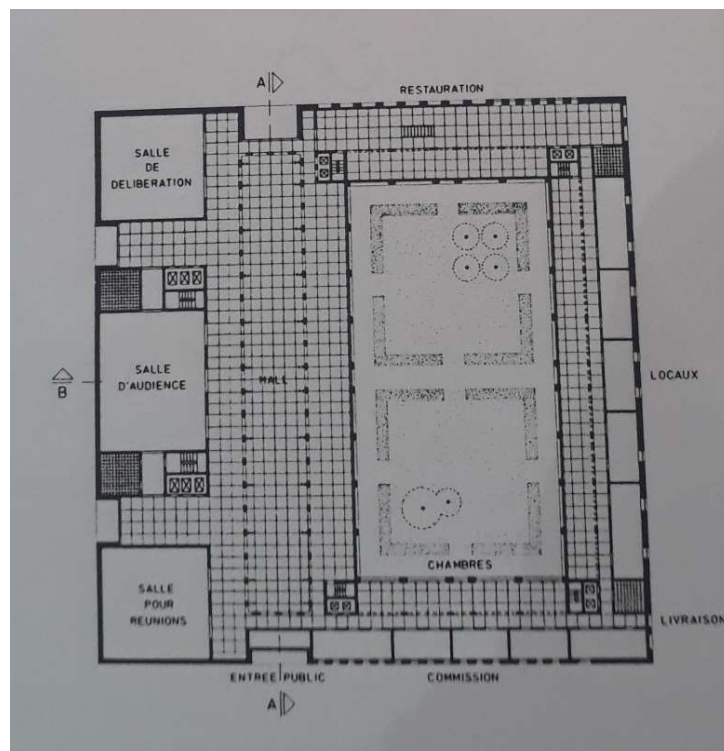 A
RESTAURATION
SALLE
DE
DELIBERATION
SALLE
D'AUDIENCE
HALL
B
LOCAUX
CHAMBRES
SALLE
POUR
REUNIONS
LIVRAISON
ENTREE PUBLIC
COMMISSION
A